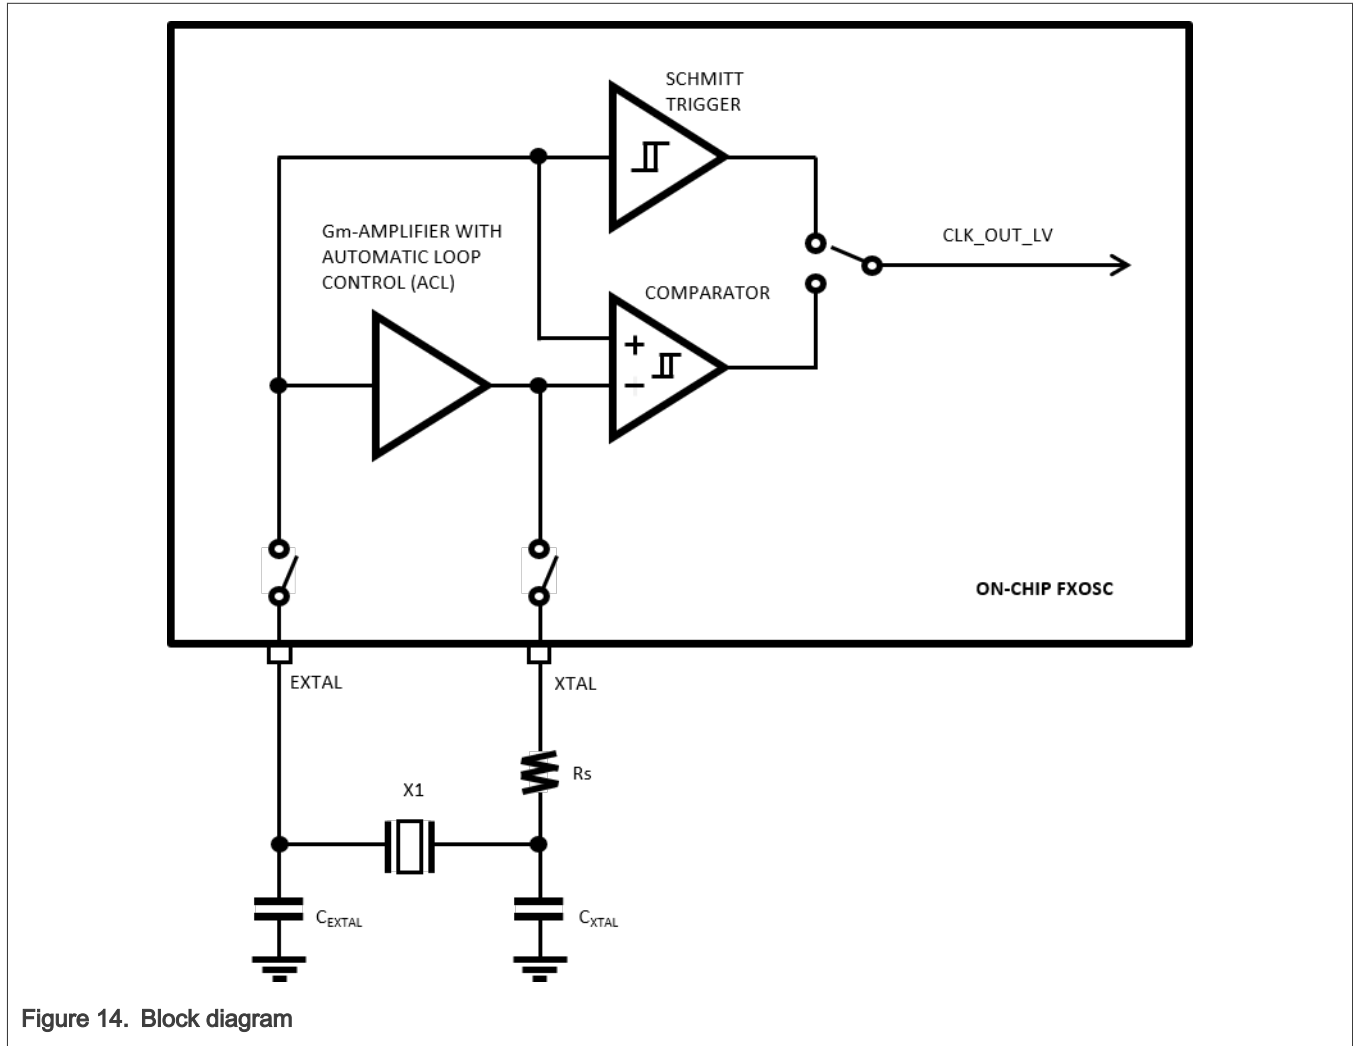 SCHMITT
TRIGGER
Gm-AMPLIFIER WITH
AUTOMATIC LOOP
CONTROL (ACL)
CLK_OUT_LV
COMPARATOR
+
−
ON-CHIP FXOSC
EXTAL
XTAL
Rs
X1
CEXTAL
CXTAL
Figure 14. Block diagram